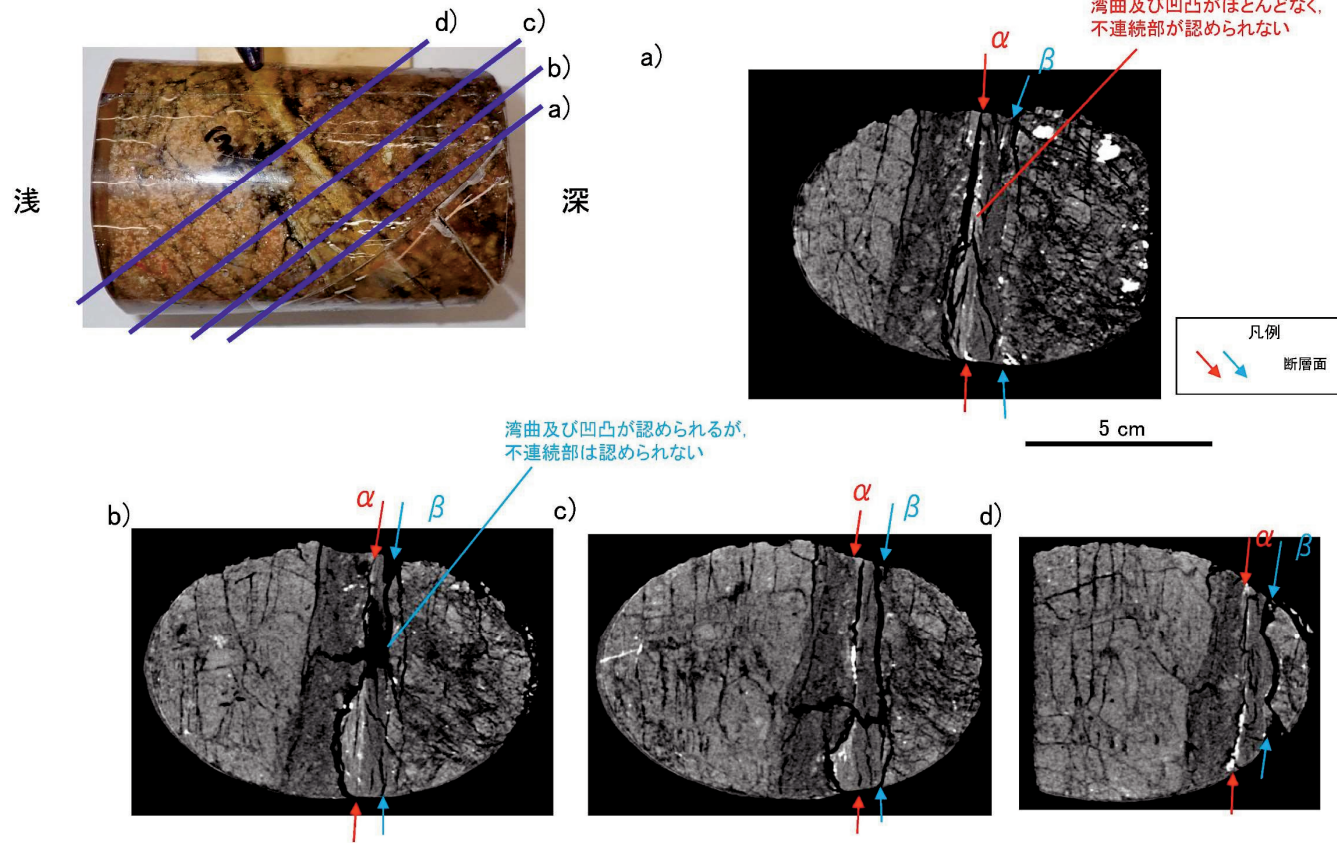 湾曲及び凹凸がほとんどなく,
不連続部が認められない
d)
c)
b)
a)
浅
深
a)
α
β
凡例
断層面
5 cm
湾曲及び凹凸が認められるが,
不連続部は認められない
b)
α
β
c)
α
β
d)
α
β